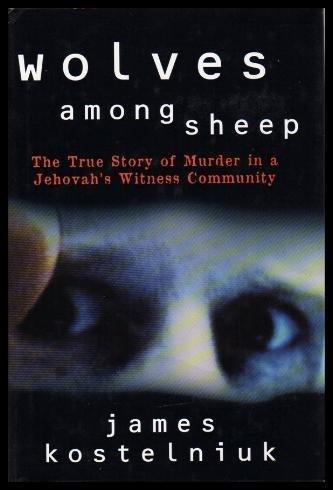 wolves
among
sheep
The True Story of Murder in a
Jehovah's Witness Community
james
kostelniuk